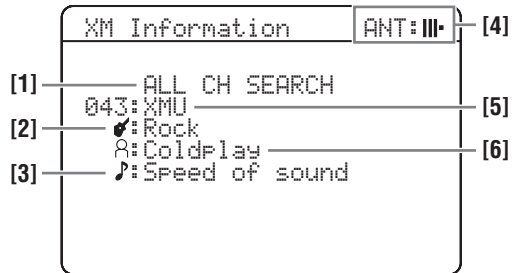 XM Information ANT: [4]
[1] ALL CH SEARCH
043:XMU [5]
[2] :Rock
:Coldplay [6]
[3] :Speed of sound